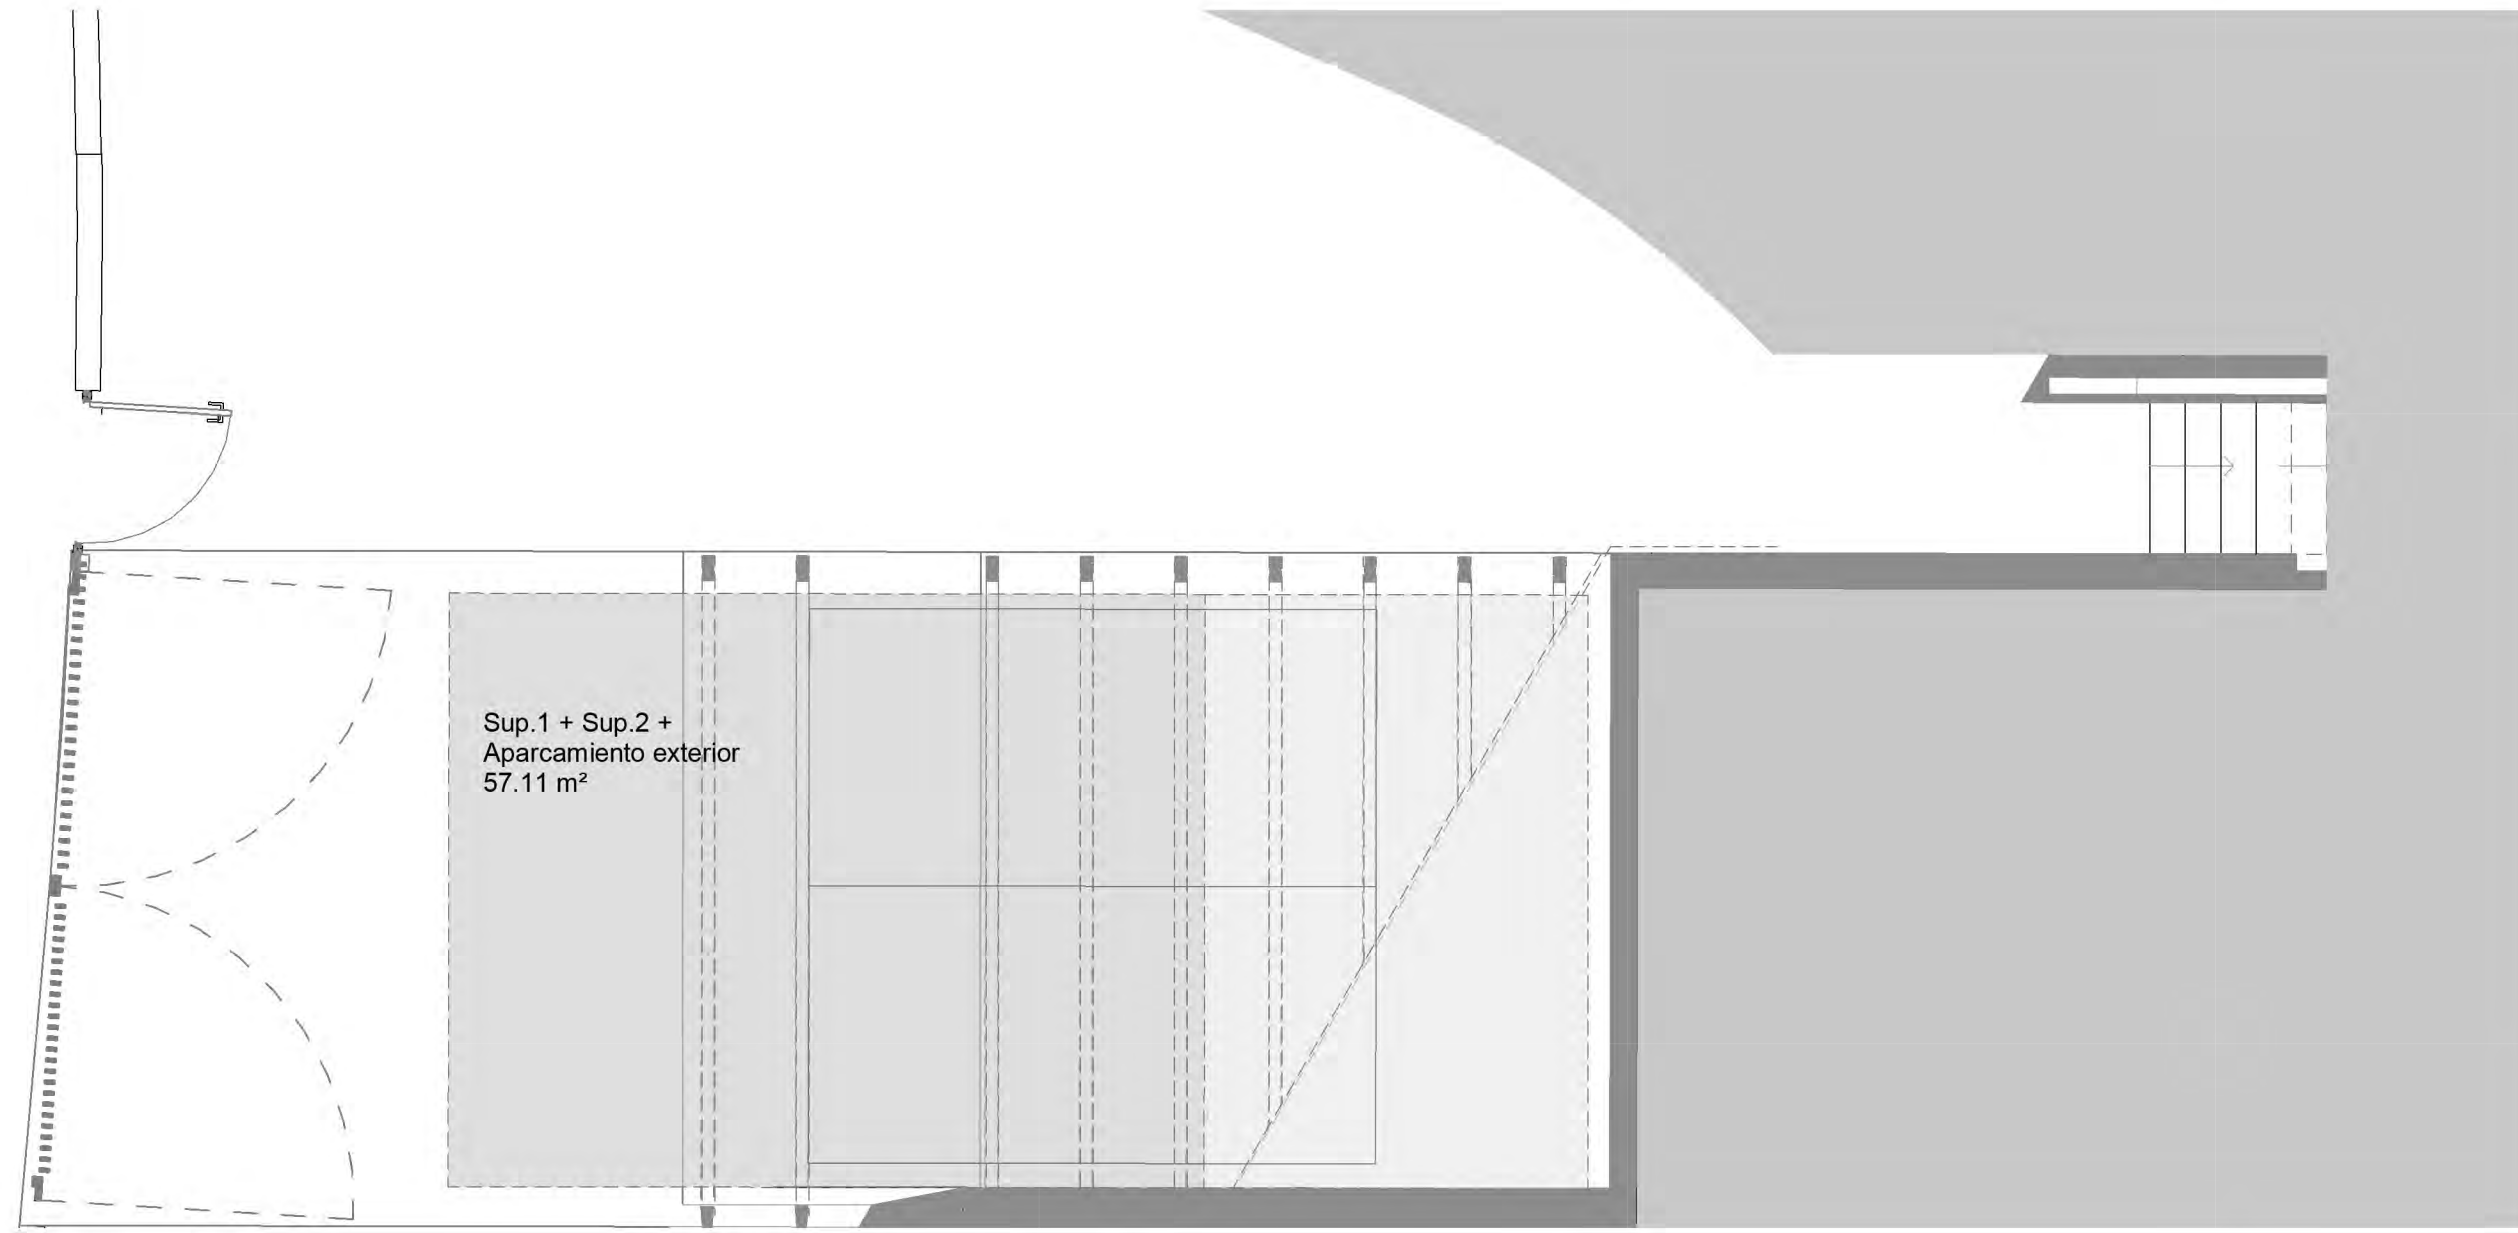 Sup.1 + Sup.2 +
Aparcamiento exterior
57.11 m²